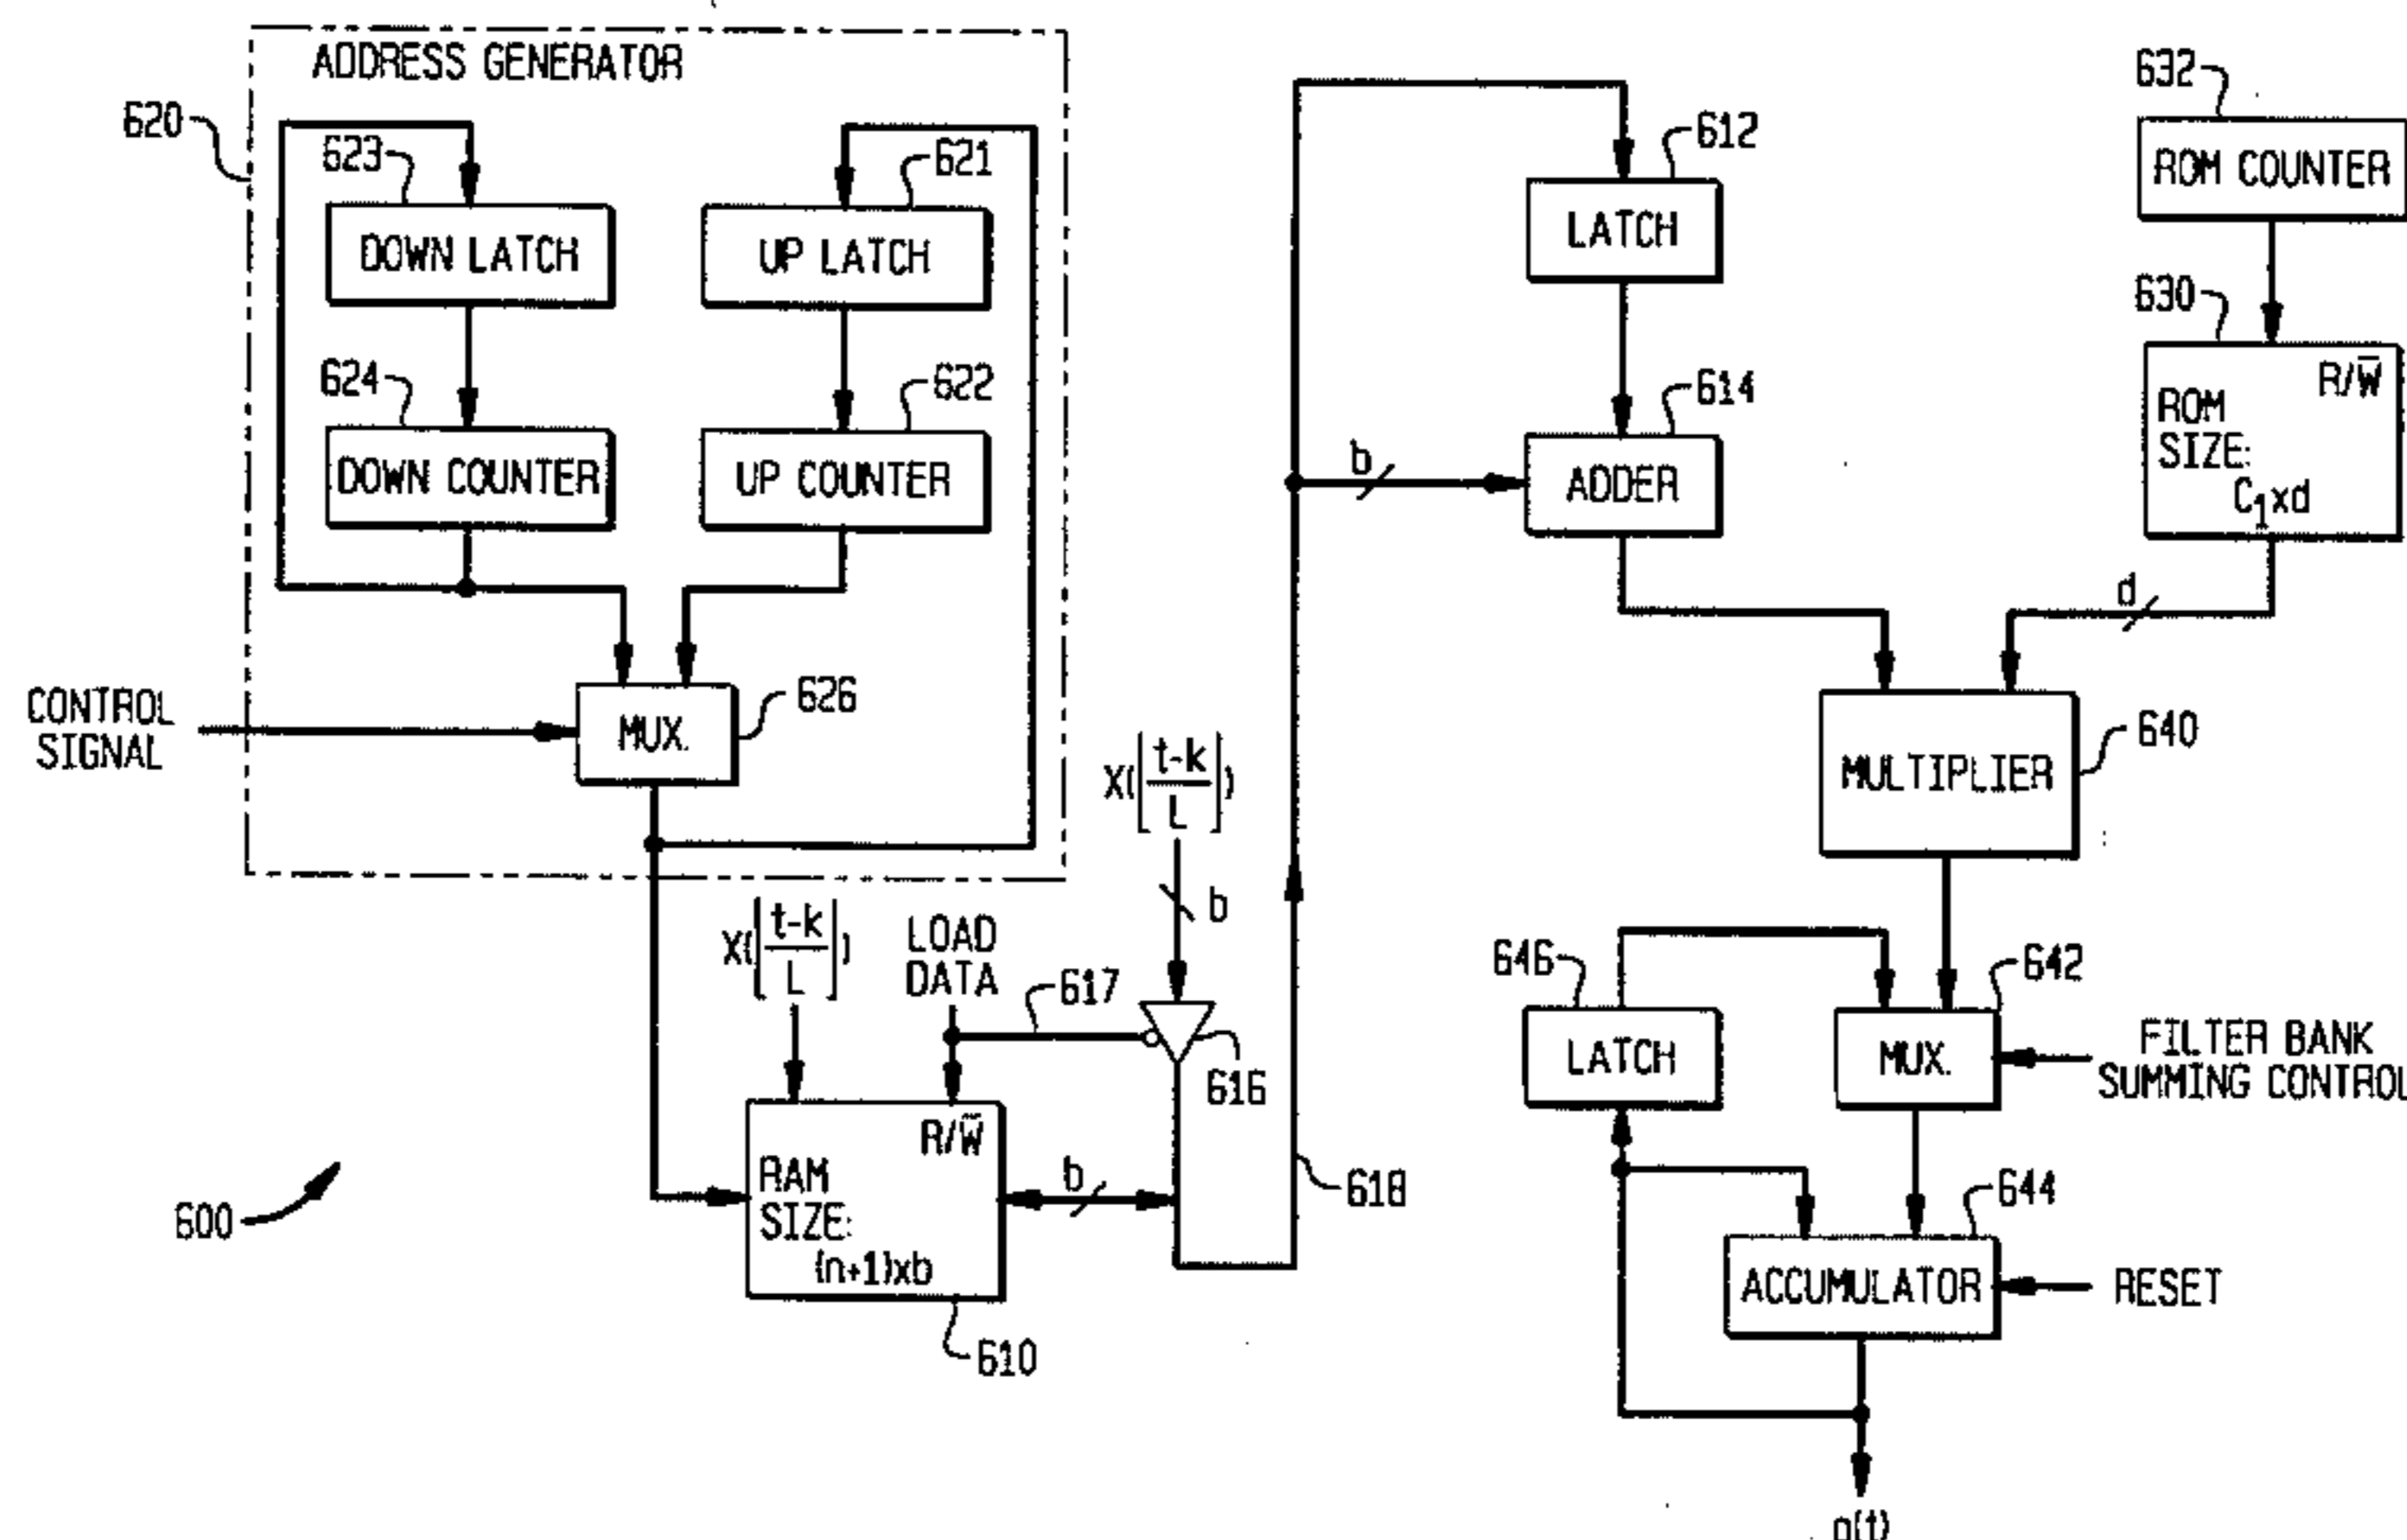 ADDRESS GENERATOR
620
623
621
DOWN LATCH
UP LATCH
624
622
DOWN COUNTER
UP COUNTER
CONTROL
SIGNAL
MUX.
626
X(⌊t-k/L⌋)
b
X(⌊t-k/L⌋)
LOAD
DATA
617
616
R/W̅
RAM
SIZE:
(n+1)xb
b
618
610
600
612
LATCH
614
b
ADDER
632
ROM COUNTER
630
R/W̅
ROM
SIZE:
C₁xd
d
MULTIPLIER
640
646
LATCH
642
MUX.
FILTER BANK
SUMMING CONTROL
644
ACCUMULATOR
RESET